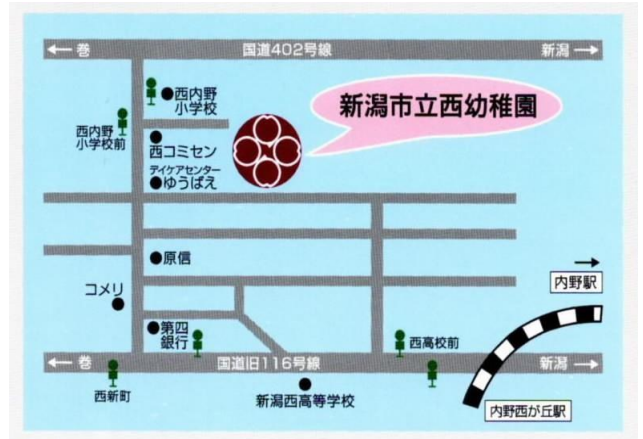 ← 巻
国道402号線
新潟 →
西内野
小学校
新潟市立西幼稚園
西内野
小学校前
西コミセン
デイケアセンター
ゆうばえ
原信
内野駅
コメリ
第四
銀行
西高校前
← 巻
国道旧116号線
新潟 →
西新町
新潟西高等学校
内野西が丘駅